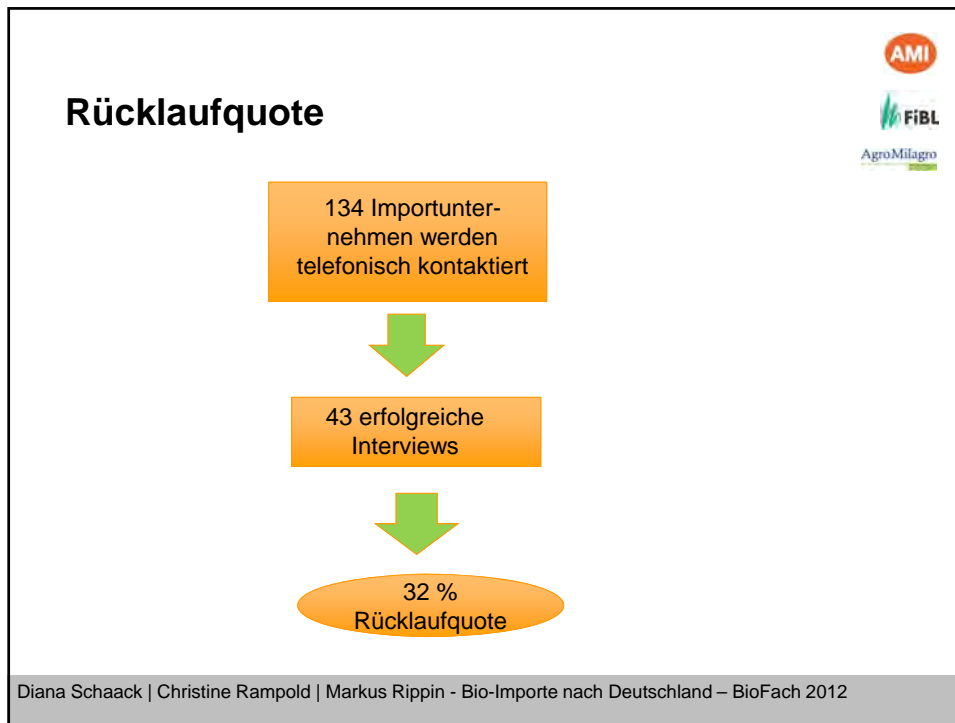 AMI
Rücklaufquote
FiBL
AgroMilagro
134 Importunter-
nehmen werden
telefonisch kontaktiert
43 erfolgreiche
Interviews
32 %
Rücklaufquote
Diana Schaack | Christine Rampold | Markus Rippin - Bio-Importe nach Deutschland – BioFach 2012